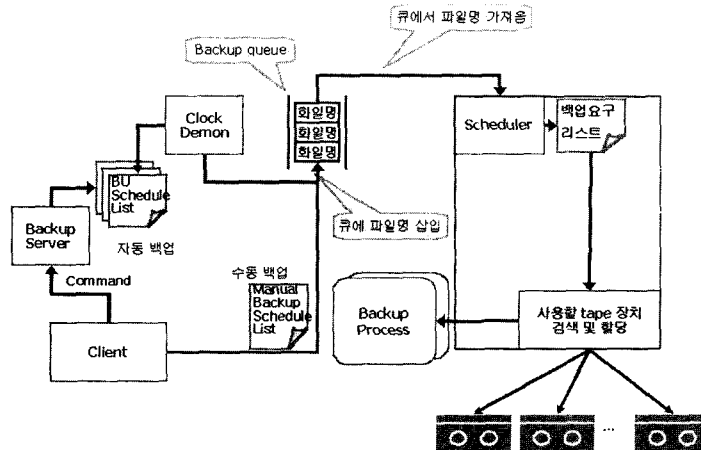 큐에서 파일명 가져옴
Backup queue
화일명
화일명
화일명
Clock
Demon
Scheduler
백업요구
리스트
BU
Schedule
List
Backup
Server
자동 백업
큐에 파일명 삽입
Command
수동 백업
Manual
Backup
Schedule
List
Client
Backup
Process
사용할 tape 장치
검색 및 할당
...